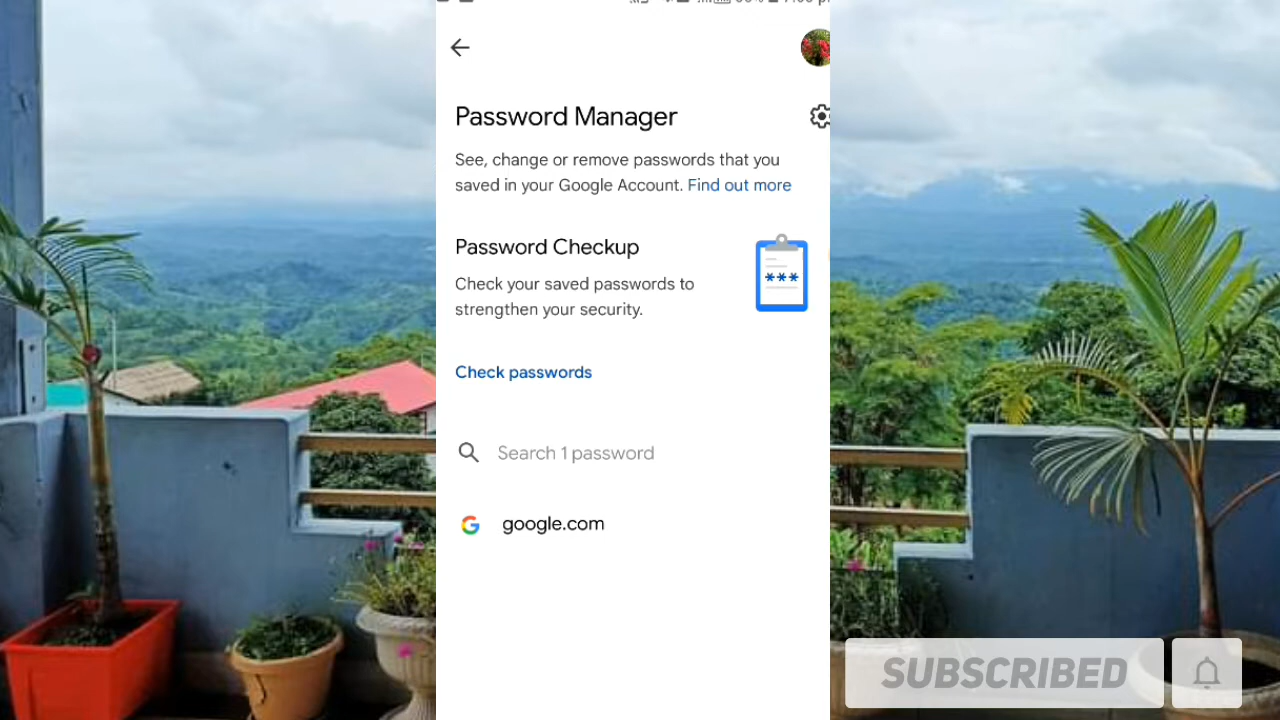 Password Manager
See, change or remove passwords that you
saved in your Google Account. Find out more
Password Checkup
Check your saved passwords to
strengthen your security.
***
Check passwords
Search 1 password
google.com
SUBSCRIBED